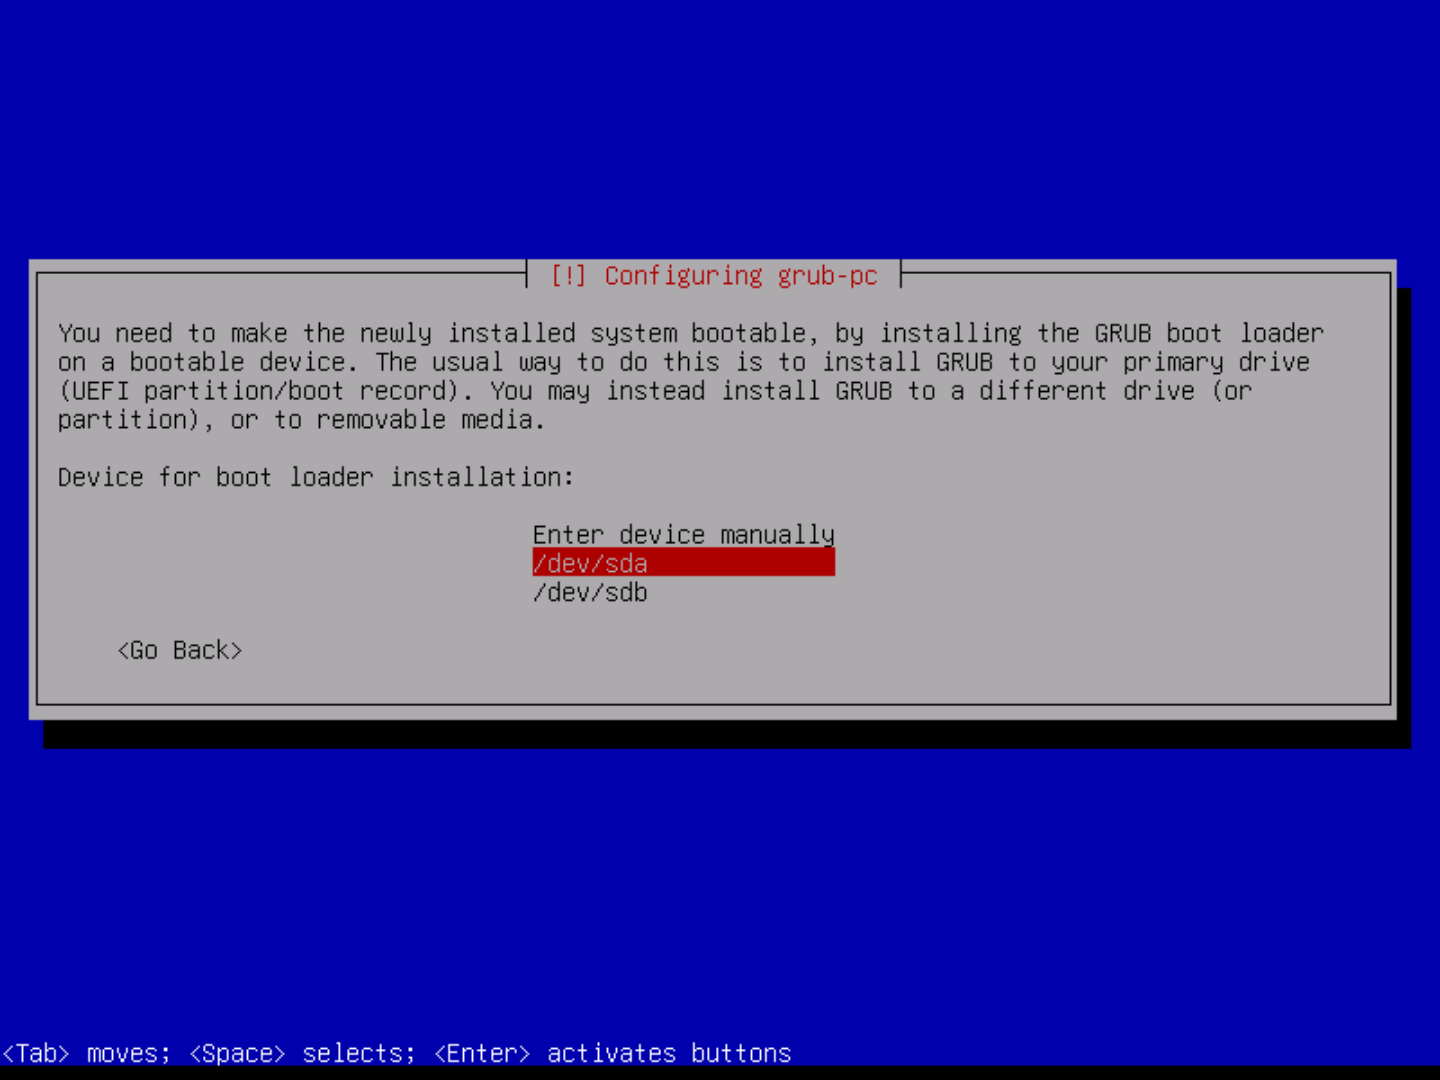 [!] Configuring grub-pc
You need to make the newly installed system bootable, by installing the GRUB boot loader
on a bootable device. The usual way to do this is to install GRUB to your primary drive
(UEFI partition/boot record). You may instead install GRUB to a different drive (or
partition), or to removable media.
Device for boot loader installation:
Enter device manually
/dev/sda
/dev/sdb
<Go Back>
<Tab> moves; <Space> selects; <Enter> activates buttons